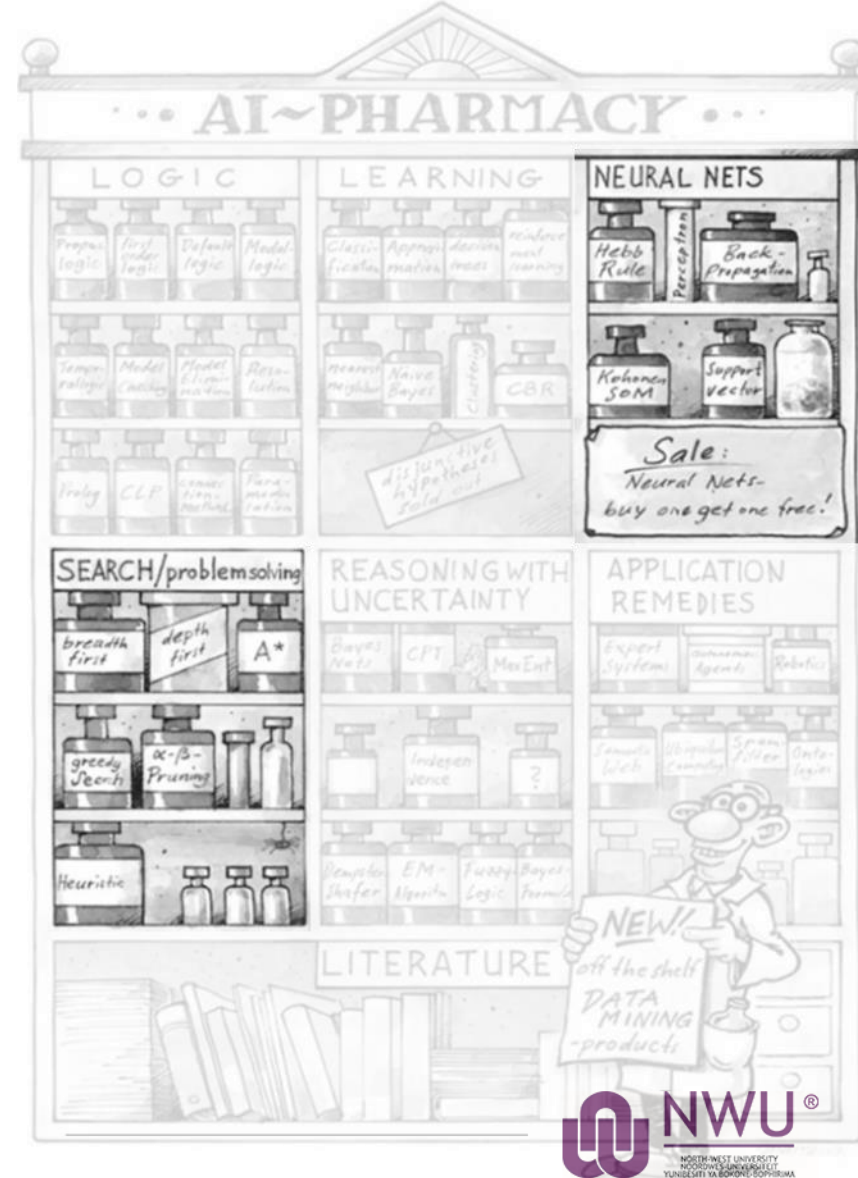 AI~PHARMACY
LOGIC
Propos.
logic
first
order
logic
Default
logic
Modal-
logic
Model
Checking
Model
Elimi-
nation
Reso-
lution
Prolog
CLP
LEARNING
Classi-
fication
Approxi-
mation
decision
trees
reinforce
ment
learning
nearest
neighbor
Naive
Bayes
Clustering
CBR
disjunctive
hypotheses
sold out
NEURAL NETS
Hebb
Rule
Perceptron
Back-
Propagation
Kohonen
SOM
Support
vector
Sale:
Neural Nets-
buy one get one free!
SEARCH/problemsolving
breadth
first
depth
first
A*
greedy
Search
α-β-
Pruning
Heuristic
REASONING WITH
UNCERTAINTY
Bayes
Nets
CPT
MaxEnt
Indepen
dence
?
Dempster
Shafer
EM-
Algorithm
Fuzzy-
Logic
Bayes-
Formula
APPLICATION
REMEDIES
Expert
Systems
autonomous
Agents
Robotics
Semantic
Web
Ubiquitous
Computing
Spam
filter
Onto-
logies
LITERATURE
NEW!!
off the shelf
DATA
MINING
-products
NWU®
NORTH-WEST UNIVERSITY
NOORDWES-UNIVERSITEIT
YUNIBESITI YA BOKONE-BOPHIRIMA